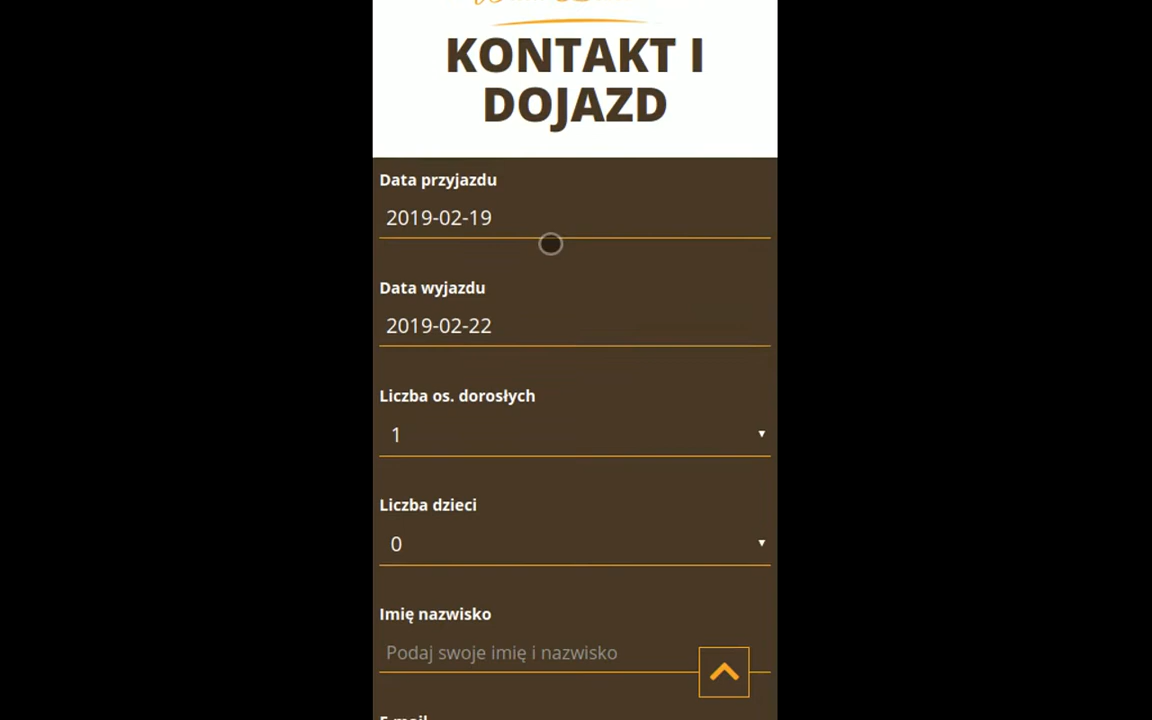 KONTAKT I
DOJAZD
Data przyjazdu
2019-02-19
Data wyjazdu
2019-02-22
Liczba os. dorosłych
1
Liczba dzieci
0
Imię nazwisko
Podaj swoje imię i nazwisko